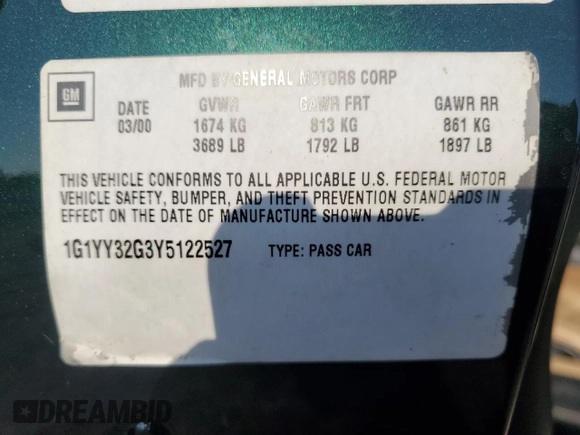 GM
MFD BY GENERAL MOTORS CORP
DATE GVWR GAWR FRT GAWR RR
03/00 1674 KG 813 KG 861 KG
3689 LB 1792 LB 1897 LB
THIS VEHICLE CONFORMS TO ALL APPLICABLE U.S. FEDERAL MOTOR
VEHICLE SAFETY, BUMPER, AND THEFT PREVENTION STANDARDS IN
EFFECT ON THE DATE OF MANUFACTURE SHOWN ABOVE.
1G1YY32G3Y5122527 TYPE: PASS CAR
DREAMBID